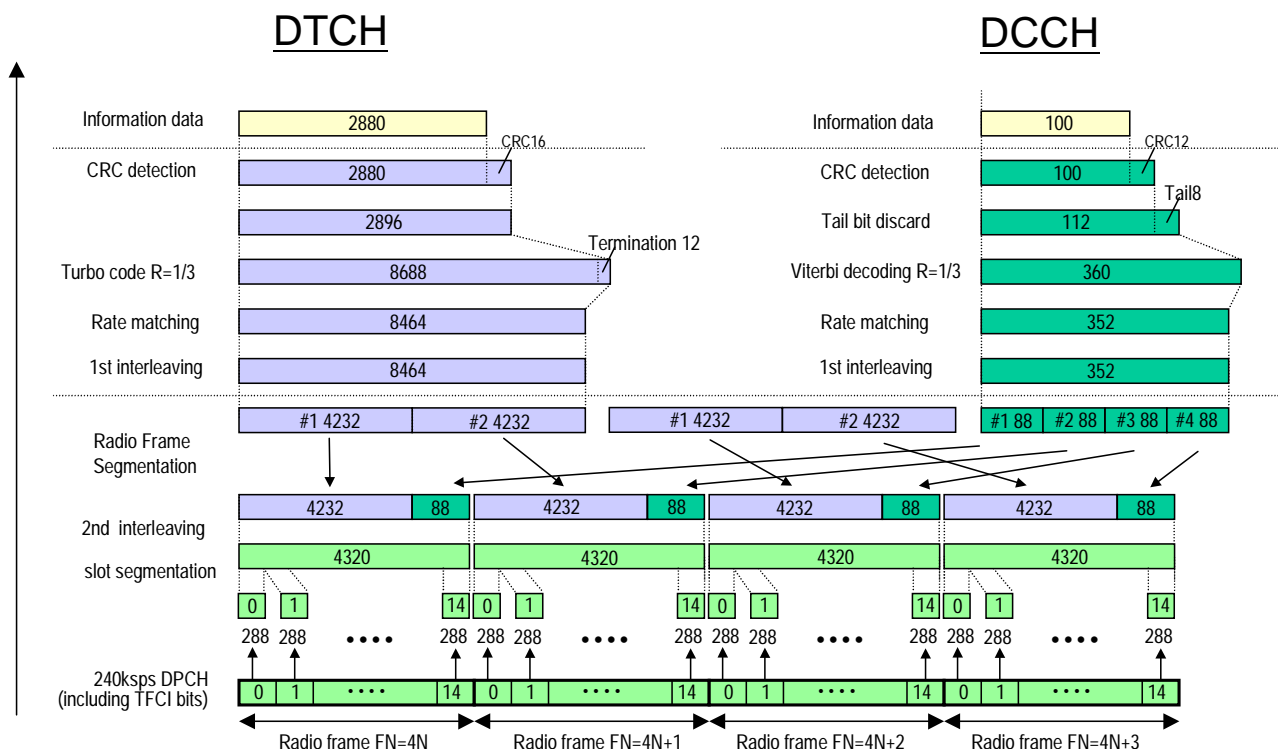 DTCH DCCH
Information data 2880 Information data 100
CRC16 CRC12
CRC detection 2880 CRC detection 100
Tail8
2896 Tail bit discard 112
Termination 12
Turbo code R=1/3 8688 Viterbi decoding R=1/3 360
Rate matching 8464 Rate matching 352
1st interleaving 8464 1st interleaving 352
#1 4232 #2 4232 #1 4232 #2 4232 #1 88 #2 88 #3 88 #4 88
Radio Frame
Segmentation
4232 88 4232 88 4232 88 4232 88
2nd interleaving
4320 4320 4320 4320
slot segmentation
0 1 14 0 1 14 0 1 14 0 1 14
288 288 •••• 288 288 288 •••• 288 288 288 •••• 288 288 288 •••• 288
240ksps DPCH
(including TFCI bits)
0 1 •••• 14 0 1 •••• 14 0 1 •••• 14 0 1 •••• 14
Radio frame FN=4N Radio frame FN=4N+1 Radio frame FN=4N+2 Radio frame FN=4N+3